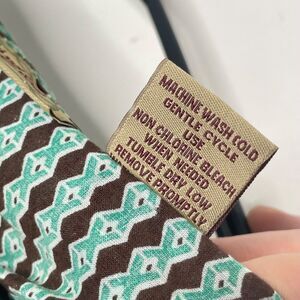 MACHINE WASH COLD
GENTLE CYCLE
USE
NON-CHLORINE BLEACH
WHEN NEEDED
TUMBLE DRY LOW
REMOVE PROMPTLY